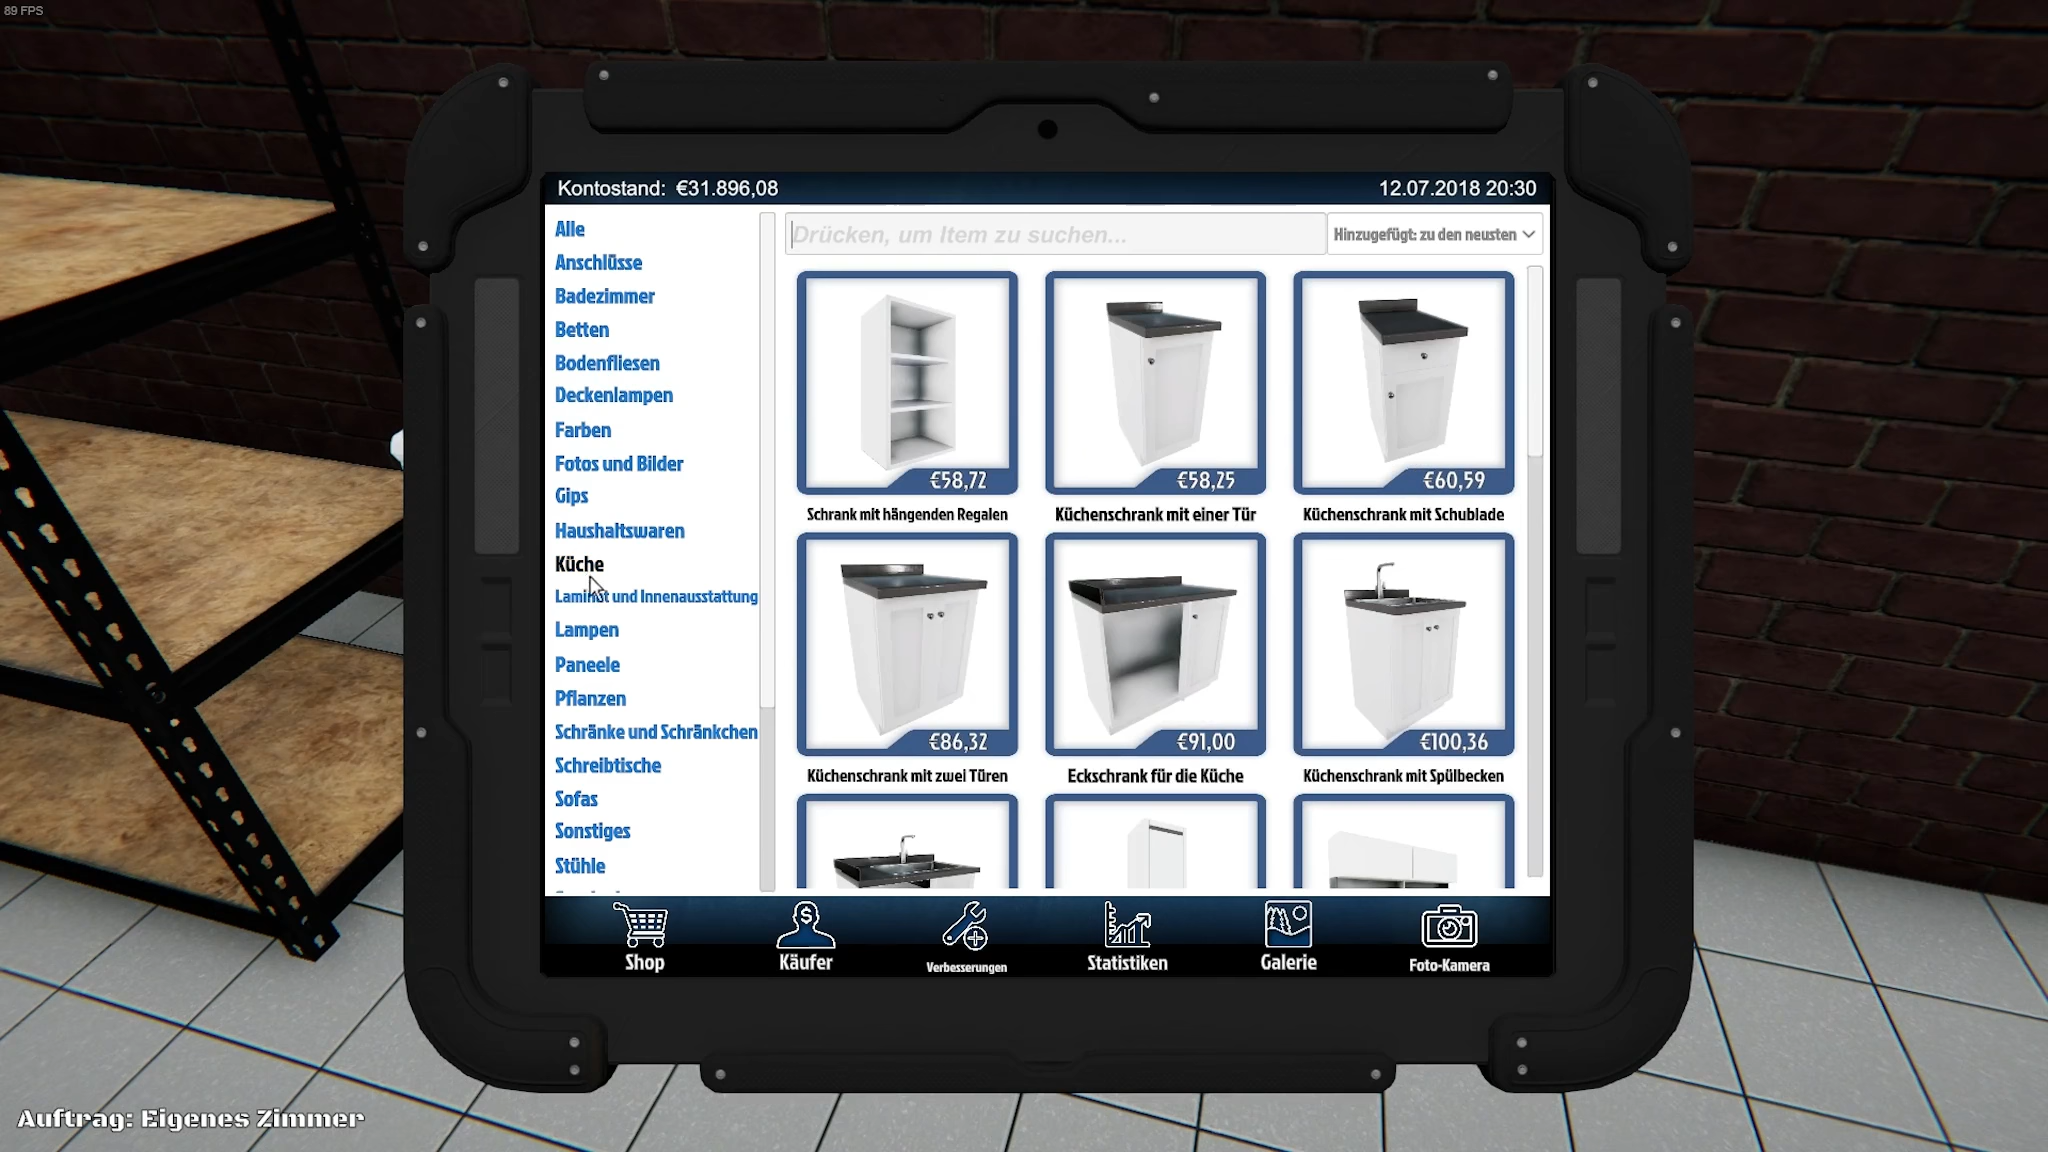 89 FPS
Kontostand: €31.896,08
12.07.2018 20:30
Alle
Anschlüsse
Badezimmer
Betten
Bodenfliesen
Deckenlampen
Farben
Fotos und Bilder
Gips
Haushaltswaren
Küche
Laminat und Innenausstattung
Lampen
Paneele
Pflanzen
Schränke und Schränkchen
Schreibtische
Sofas
Sonstiges
Stühle
Drücken, um Item zu suchen...
Hinzugefügt: zu den neusten
€58,72
€58,25
€60,59
Schrank mit hängenden Regalen
Küchenschrank mit einer Tür
Küchenschrank mit Schublade
€86,32
€91,00
€100,36
Küchenschrank mit zwei Türen
Eckschrank für die Küche
Küchenschrank mit Spülbecken
Shop
Käufer
Verbesserungen
Statistiken
Galerie
Foto-Kamera
Auftrag: Eigenes Zimmer